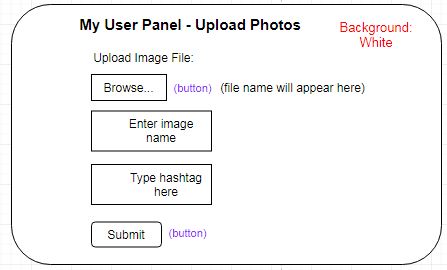 My User Panel - Upload Photos
Background:
White
Upload Image File:
Browse... (button) (file name will appear here)
Enter image
name
Type hashtag
here
Submit (button)